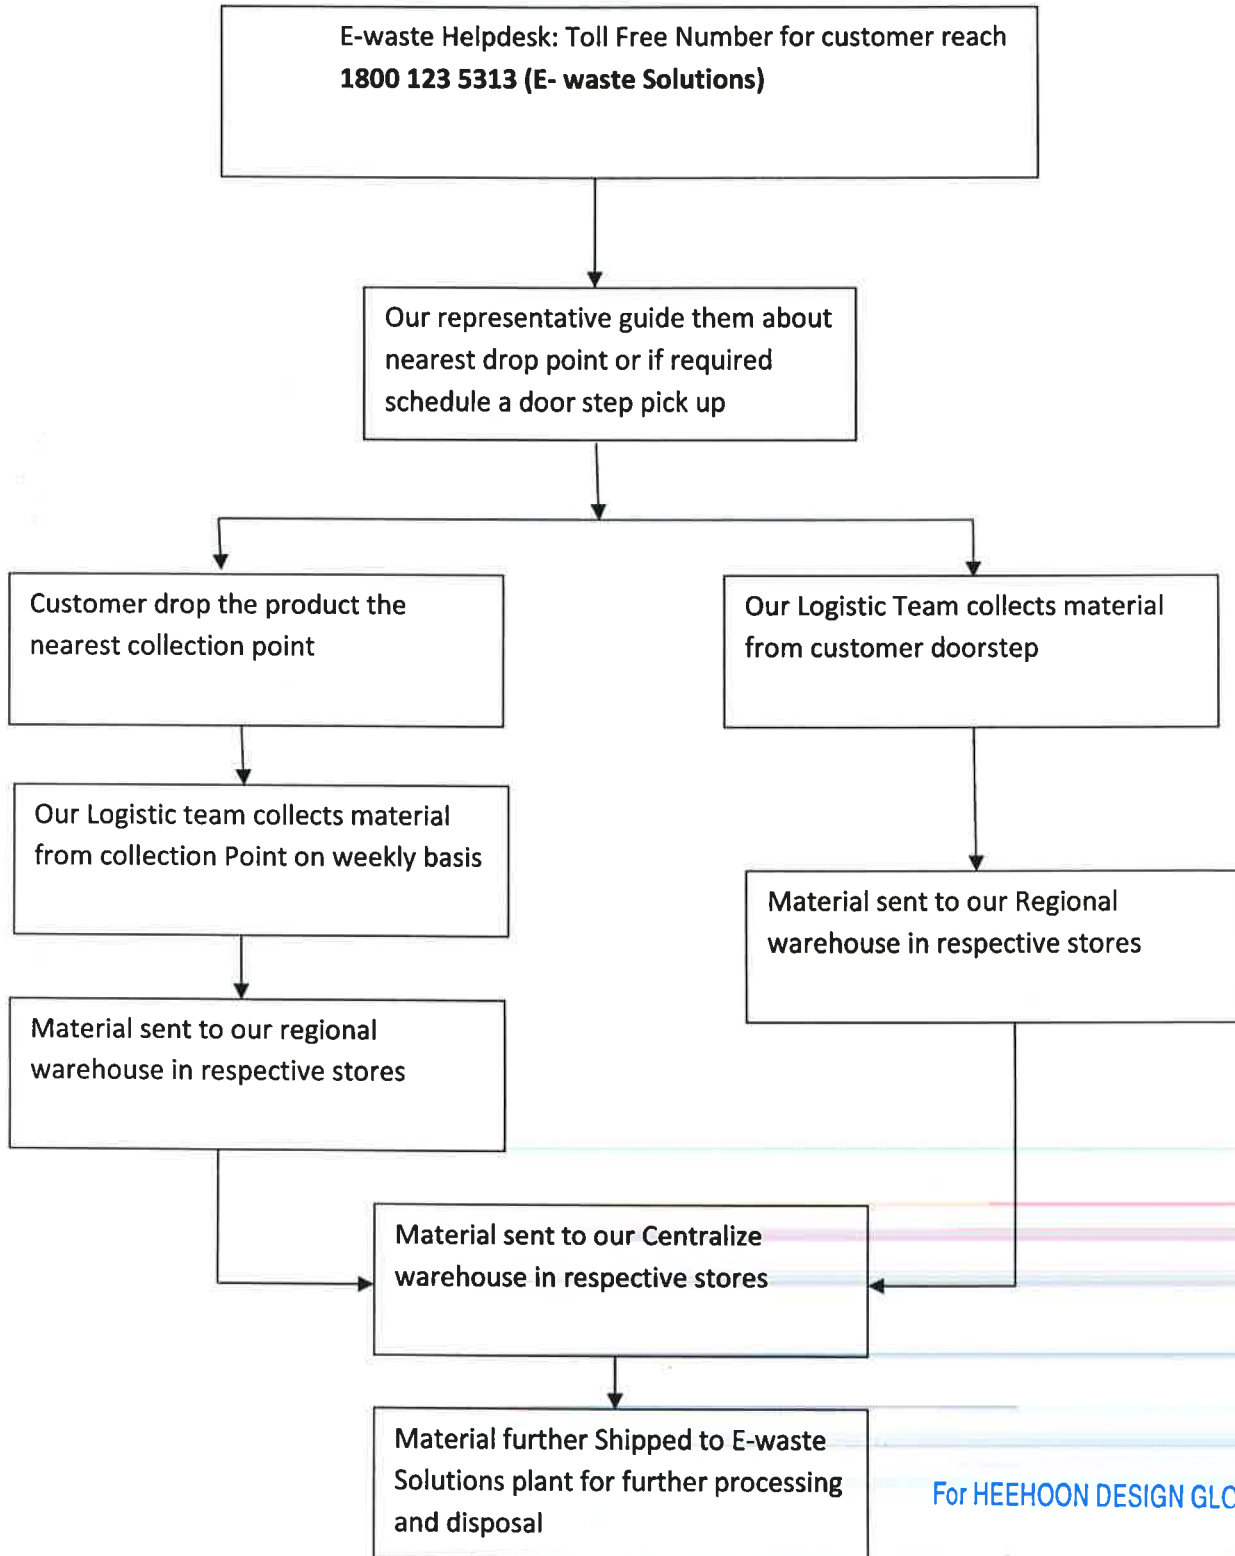 E-waste Helpdesk: Toll Free Number for customer reach
1800 123 5313 (E- waste Solutions)
Our representative guide them about
nearest drop point or if required
schedule a door step pick up
Customer drop the product the
nearest collection point
Our Logistic Team collects material
from customer doorstep
Our Logistic team collects material
from collection Point on weekly basis
Material sent to our Regional
warehouse in respective stores
Material sent to our regional
warehouse in respective stores
Material sent to our Centralize
warehouse in respective stores
Material further Shipped to E-waste
Solutions plant for further processing
and disposal
For HEEHOON DESIGN